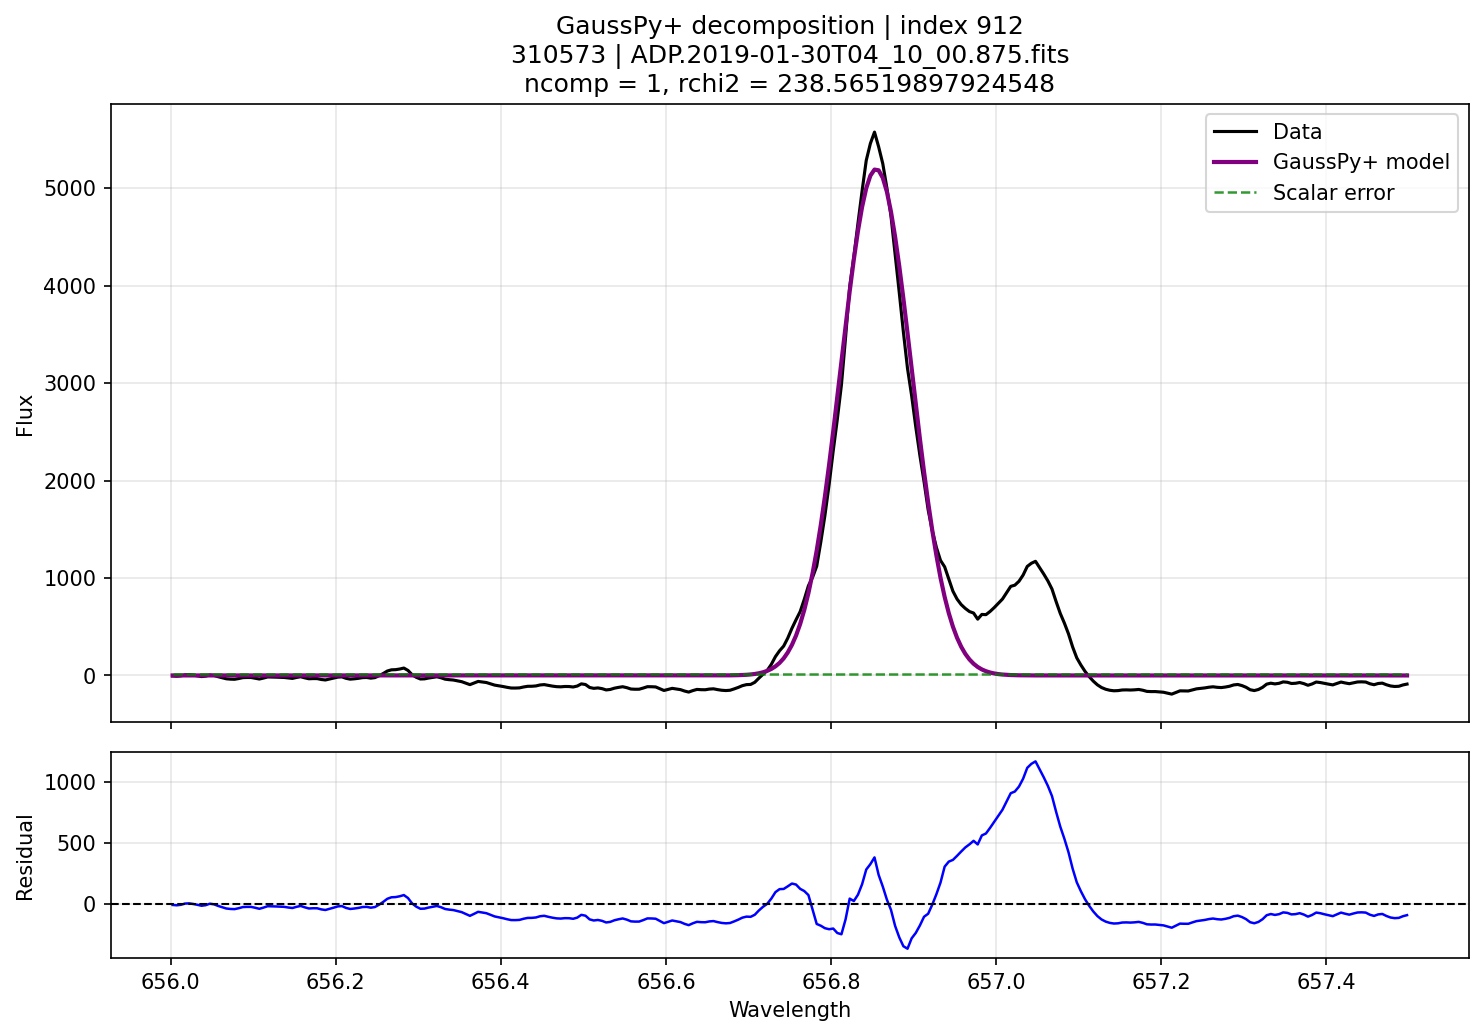 GaussPy+ decomposition | index 912
310573 | ADP.2019-01-30T04_10_00.875.fits
ncomp = 1, rchi2 = 238.56519897924548
Data
GaussPy+ model
Scalar error
Flux
5000
4000
3000
2000
1000
0
Residual
1000
500
0
656.0 656.2 656.4 656.6 656.8 657.0 657.2 657.4
Wavelength